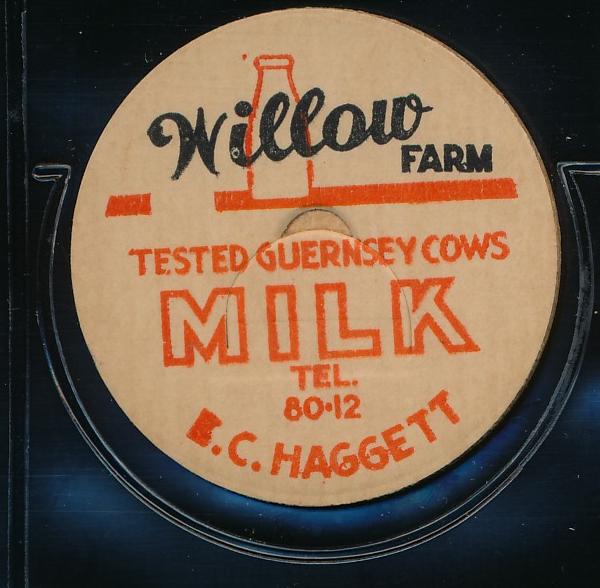 Willow
FARM
TESTED GUERNSEY COWS
MILK
TEL.
80·12
E.C. HAGGETT